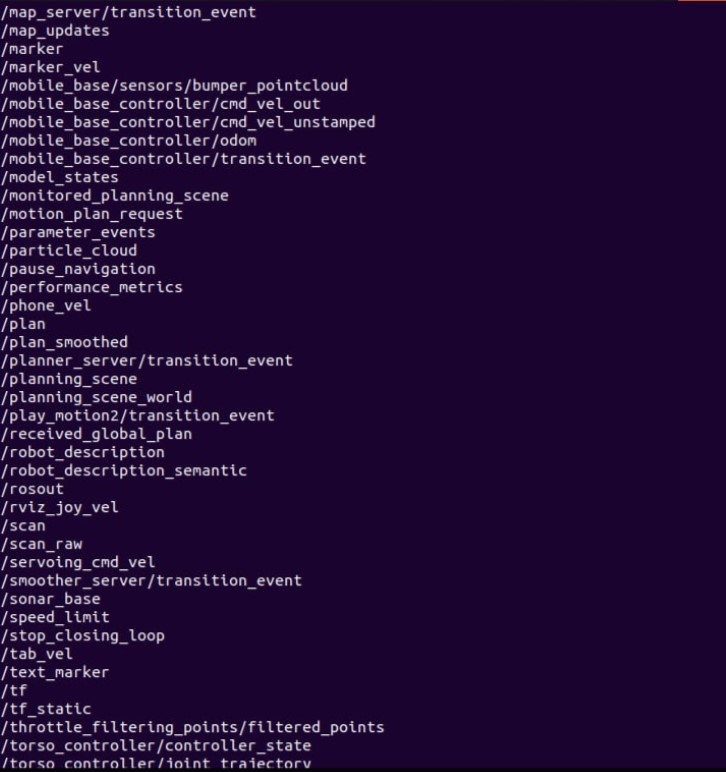 /map_server/transition_event
/map_updates
/marker
/marker_vel
/mobile_base/sensors/bumper_pointcloud
/mobile_base_controller/cmd_vel_out
/mobile_base_controller/cmd_vel_unstamped
/mobile_base_controller/odom
/mobile_base_controller/transition_event
/model_states
/monitored_planning_scene
/motion_plan_request
/parameter_events
/particle_cloud
/pause_navigation
/performance_metrics
/phone_vel
/plan
/plan_smoothed
/planner_server/transition_event
/planning_scene
/planning_scene_world
/play_motion2/transition_event
/received_global_plan
/robot_description
/robot_description_semantic
/rosout
/rviz_joy_vel
/scan
/scan_raw
/servoing_cmd_vel
/smoother_server/transition_event
/sonar_base
/speed_limit
/stop_closing_loop
/tab_vel
/text_marker
/tf
/tf_static
/throttle_filtering_points/filtered_points
/torso_controller/controller_state
/torso_controller/joint_trajectory